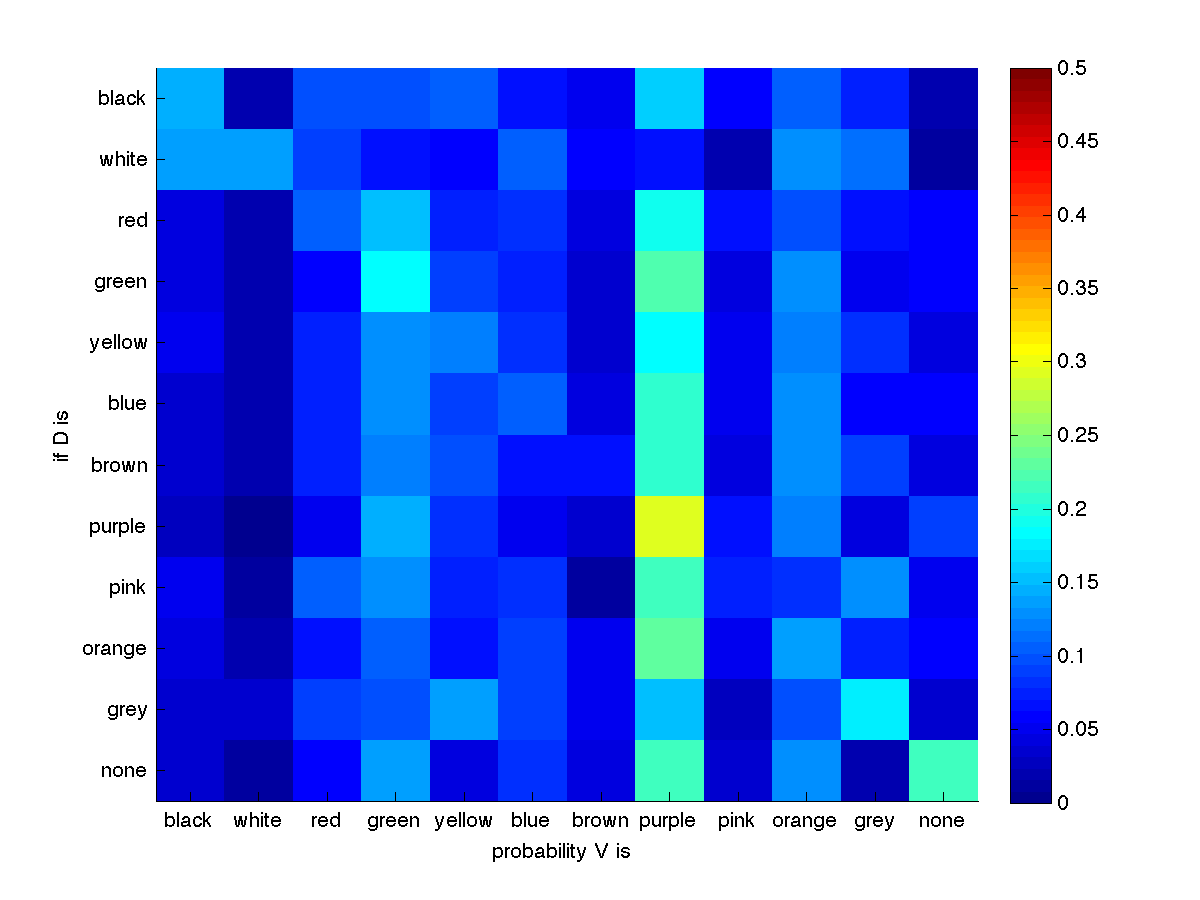 if D is
black
white
red
green
yellow
blue
brown
purple
pink
orange
grey
none
black white red green yellow blue brown purple pink orange grey none
probability V is
0.5
0.45
0.4
0.35
0.3
0.25
0.2
0.15
0.1
0.05
0